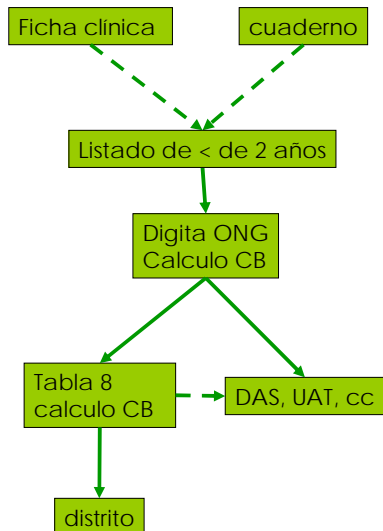 Ficha clínica
cuaderno
Listado de < de 2 años
Digita ONG
Calculo CB
Tabla 8
calculo CB
DAS, UAT, cc
distrito